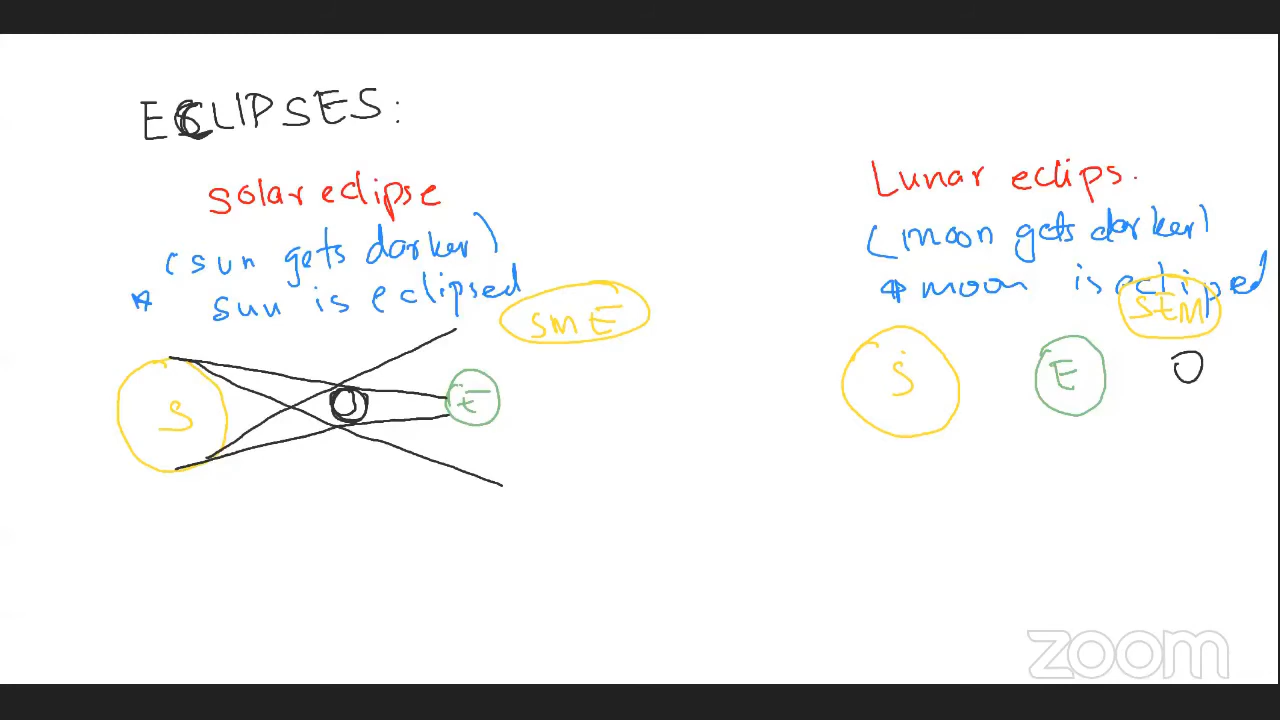 ECLIPSES:
solar eclipse
(sun gets darker)
* sun is eclipsed
SME
S
E
Lunar eclips.
(moon gets darker)
* moon is eclipsed
SEM
S
E
zoom